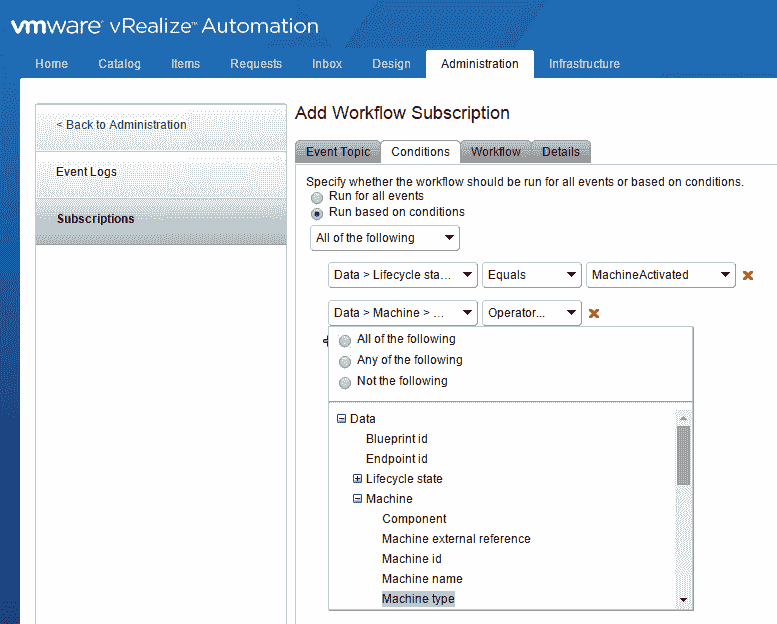 vmware vRealize™ Automation
Home Catalog Items Requests Inbox Design Administration Infrastructure
< Back to Administration
Event Logs
Subscriptions
Add Workflow Subscription
Event Topic Conditions Workflow Details
Specify whether the workflow should be run for all events or based on conditions.
Run for all events
Run based on conditions
All of the following
Data > Lifecycle sta... Equals MachineActivated
Data > Machine > ... Operator...
All of the following
Any of the following
Not the following
Data
Blueprint id
Endpoint id
Lifecycle state
Machine
Component
Machine external reference
Machine id
Machine name
Machine type